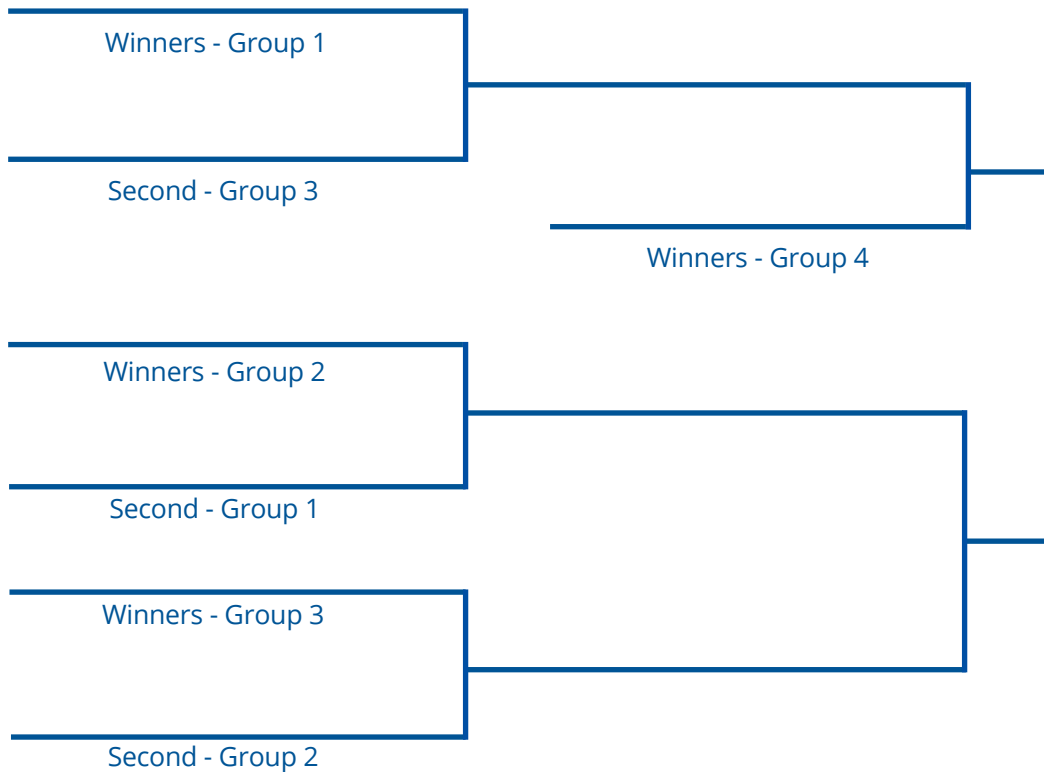 Winners - Group 1
Second - Group 3
Winners - Group 4
Winners - Group 2
Second - Group 1
Winners - Group 3
Second - Group 2